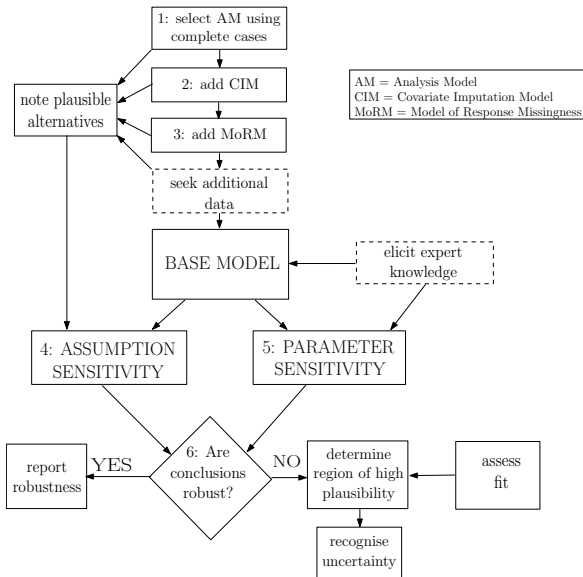 1: select AM using
complete cases
2: add CIM
note plausible
alternatives
3: add MoRM
AM = Analysis Model
CIM = Covariate Imputation Model
MoRM = Model of Response Missingness
seek additional
data
BASE MODEL
elicit expert
knowledge
4: ASSUMPTION
SENSITIVITY
5: PARAMETER
SENSITIVITY
6: Are
conclusions
robust?
YES
NO
report
robustness
determine
region of high
plausibility
assess
fit
recognise
uncertainty